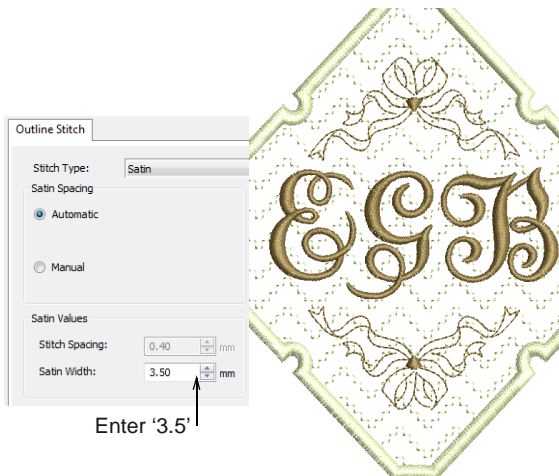 Outline Stitch
Stitch Type: Satin
Satin Spacing
Automatic
Manual
Satin Values
Stitch Spacing: 0.40 mm
Satin Width: 3.50 mm
Enter ‘3.5’
EGB